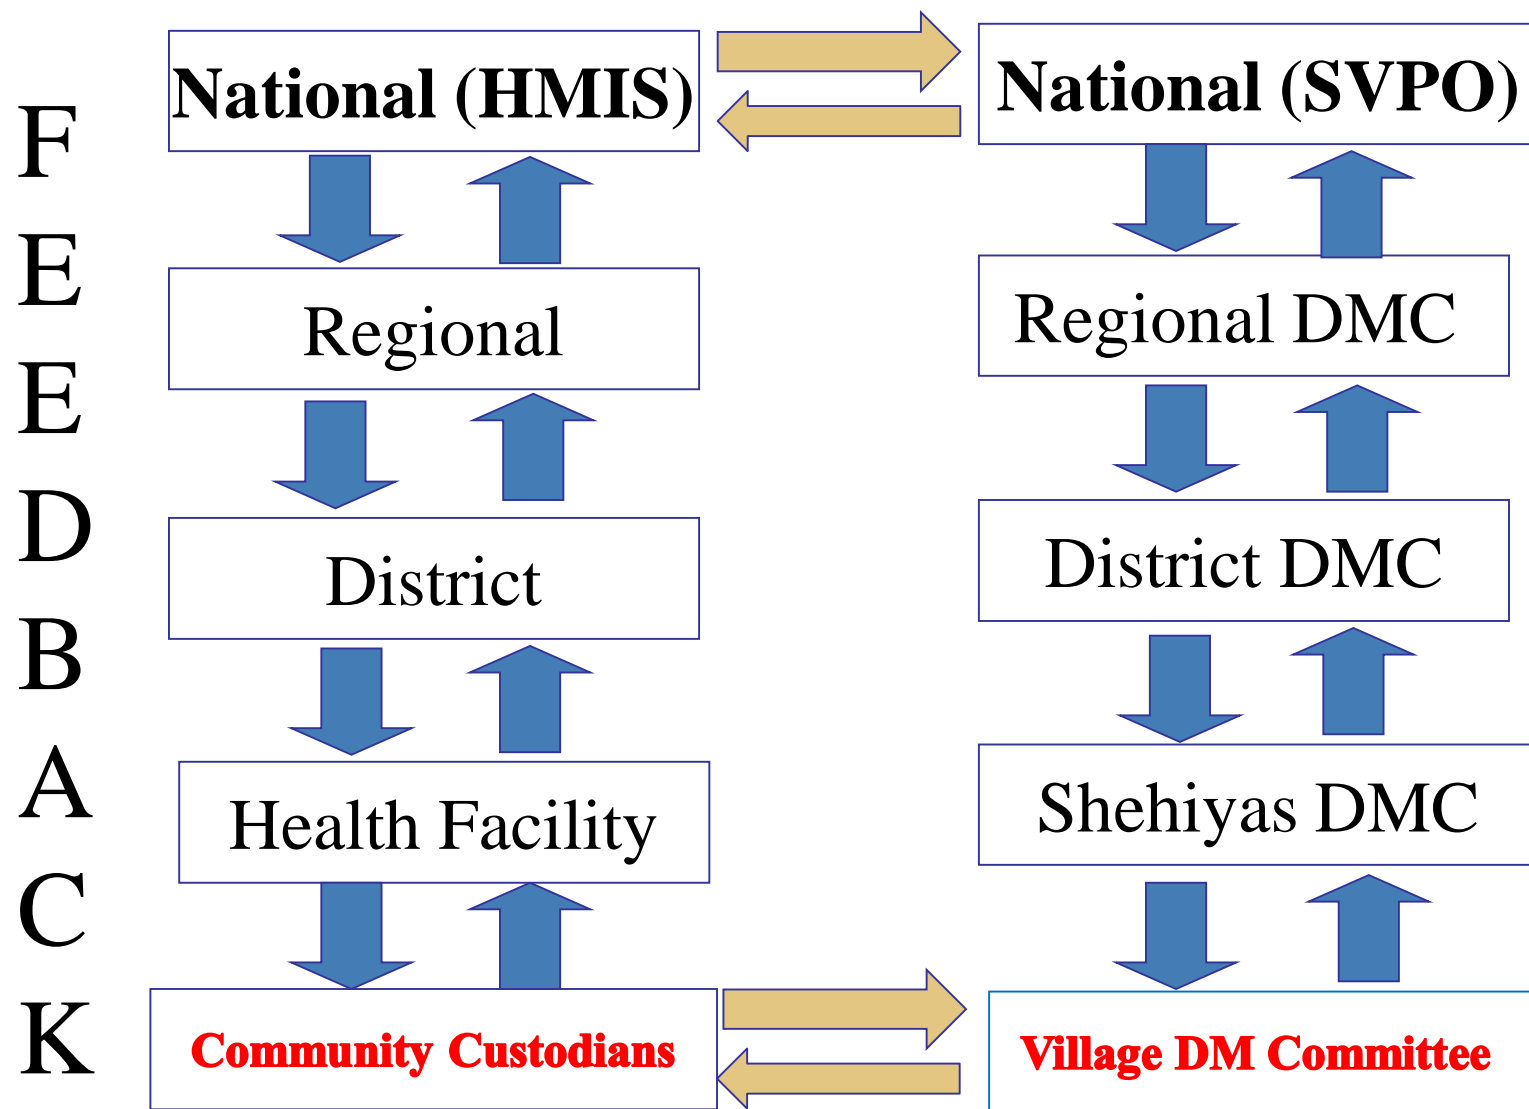 FEEDBACK
National (HMIS)
National (SVPO)
Regional
Regional DMC
District
District DMC
Health Facility
Shehiyas DMC
Community Custodians
Village DM Committee